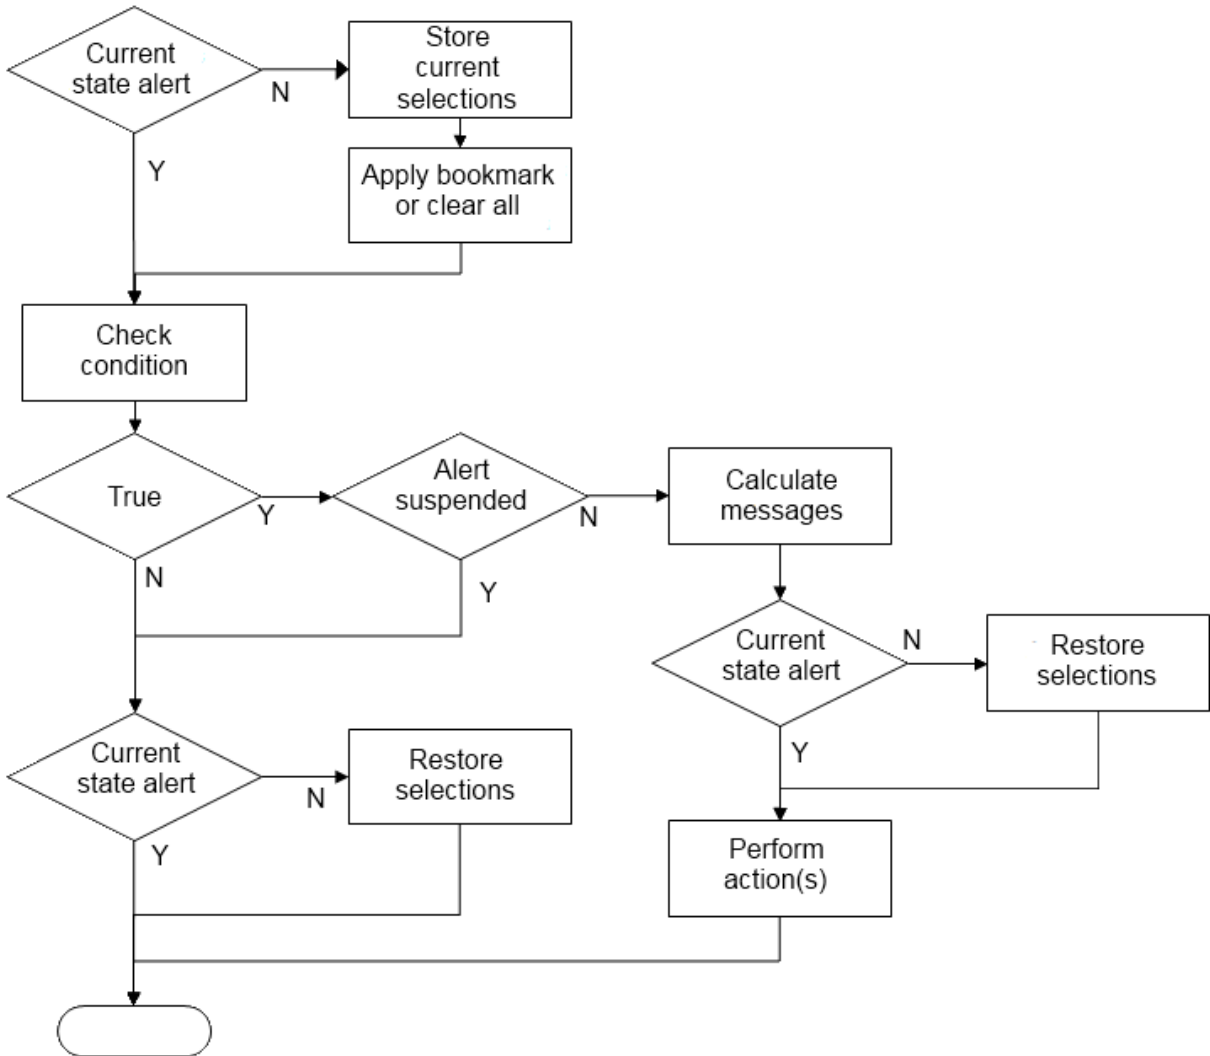 Current
state alert
N
Store
current
selections
Y
Apply bookmark
or clear all
Check
condition
True
Y
N
Alert
suspended
N
Y
Calculate
messages
Current
state alert
N
Restore
selections
Y
Current
state alert
N
Restore
selections
Y
Perform
action(s)